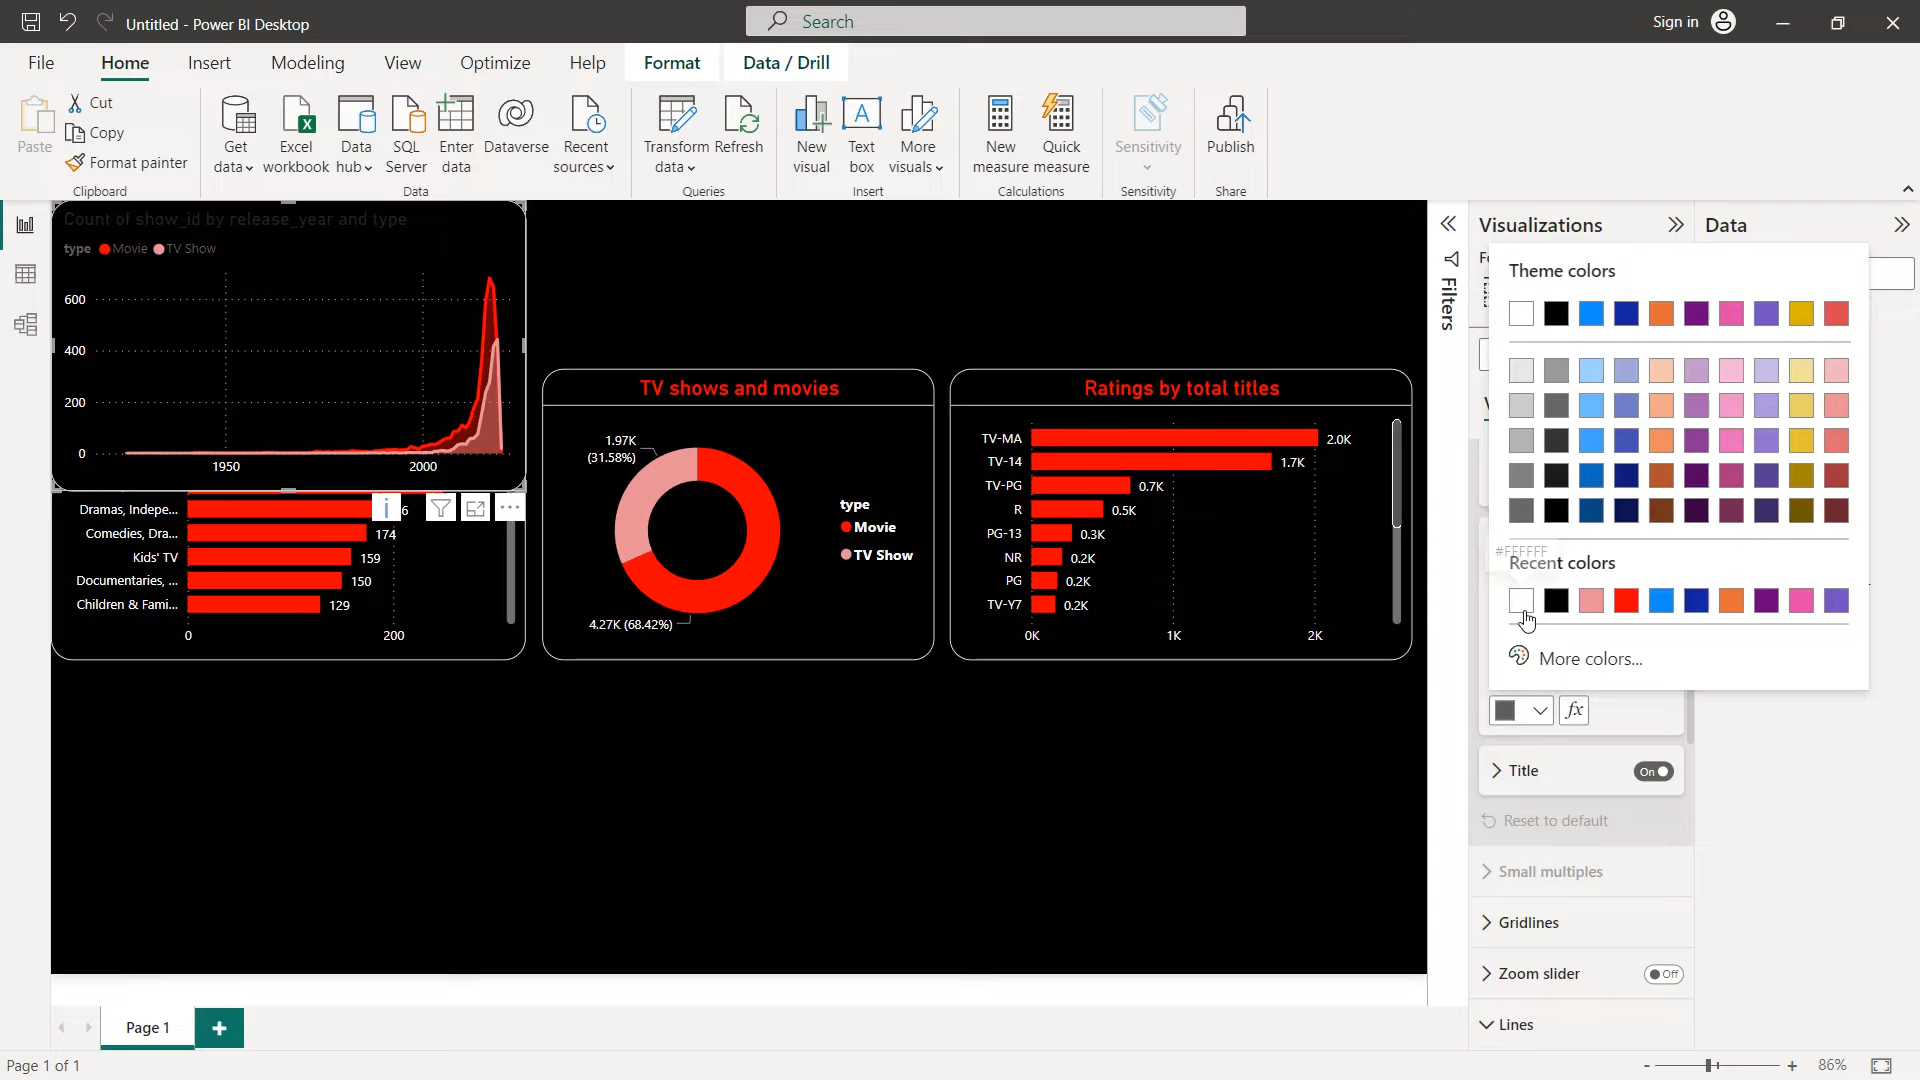 Untitled - Power BI Desktop
Search
Sign in
File
Home
Insert
Modeling
View
Optimize
Help
Format
Data / Drill
Paste
Cut
Copy
Format painter
Clipboard
Get data
Excel workbook
Data hub
SQL Server
Enter data
Dataverse
Recent sources
Data
Transform data
Refresh
Queries
New visual
Text box
More visuals
Insert
New measure
Quick measure
Calculations
Sensitivity
Sensitivity
Publish
Share
Count of show_id by release_year and type
type Movie TV Show
600
400
200
0
1950
2000
Dramas, Indepe...
6
Comedies, Dra...
174
Kids' TV
159
Documentaries, ...
150
Children & Fami...
129
0
200
TV shows and movies
1.97K
(31.58%)
4.27K (68.42%)
type
Movie
TV Show
Ratings by total titles
TV-MA
2.0K
TV-14
1.7K
TV-PG
0.7K
R
0.5K
PG-13
0.3K
NR
0.2K
PG
0.2K
TV-Y7
0.2K
0K
1K
2K
Filters
Visualizations
Data
Theme colors
#FFFFFF
Recent colors
More colors...
fx
Title
On
Reset to default
Small multiples
Gridlines
Zoom slider
Off
Lines
Page 1
Page 1 of 1
86%